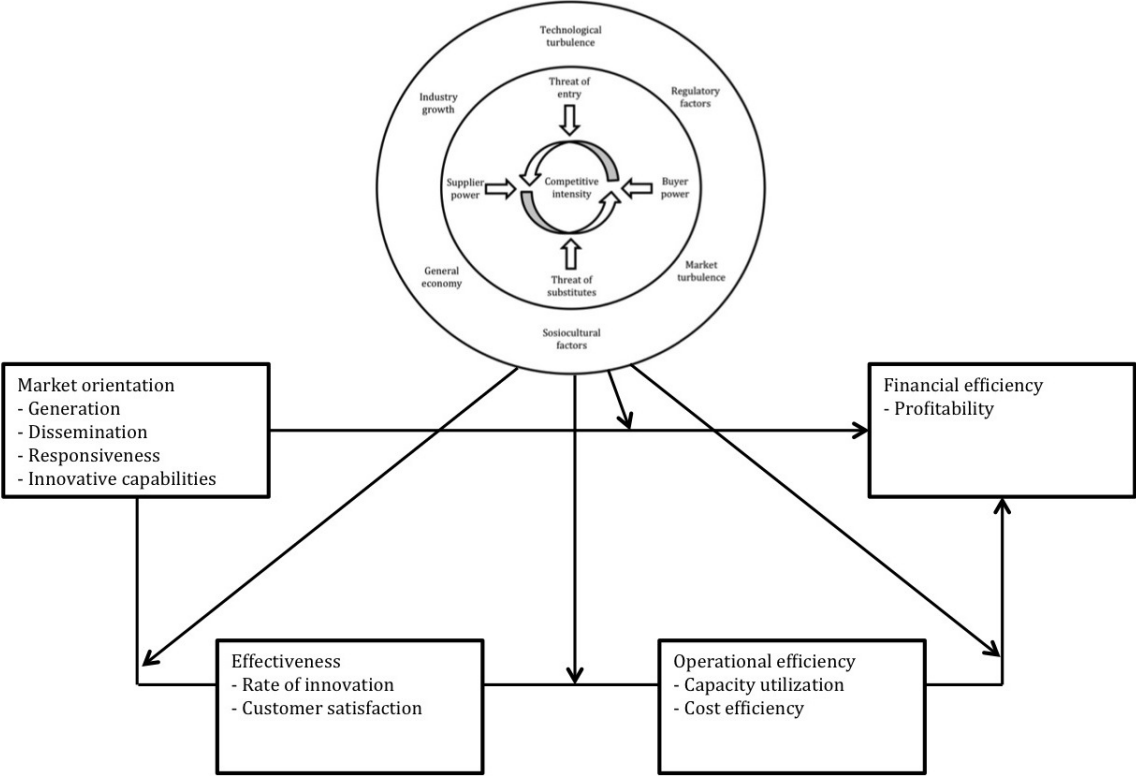 Technological
turbulence
Industry
growth
Threat of
entry
Regulatory
factors
Supplier
power
Competitive
intensity
Buyer
power
General
economy
Threat of
substitutes
Market
turbulence
Sosiocultural
factors
Market orientation
- Generation
- Dissemination
- Responsiveness
- Innovative capabilities
Financial efficiency
- Profitability
Effectiveness
- Rate of innovation
- Customer satisfaction
Operational efficiency
- Capacity utilization
- Cost efficiency